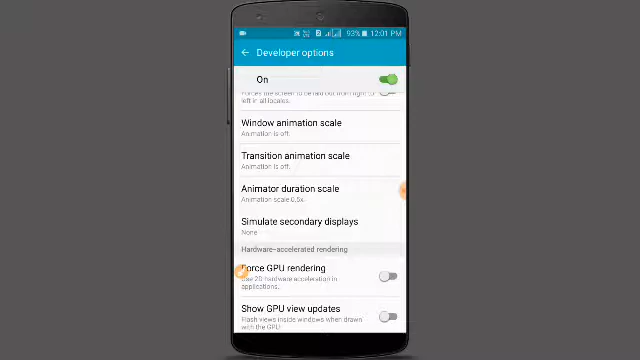 93% 12:01 PM
Developer options
On
Forces the screen to be laid out from right to
left in all locales.
Window animation scale
Animation is off.
Transition animation scale
Animation is off.
Animator duration scale
Animation scale 0.5x.
Simulate secondary displays
None
Hardware-accelerated rendering
Force GPU rendering
Use 2D hardware acceleration in
applications.
Show GPU view updates
Flash views inside windows when drawn
with the GPU